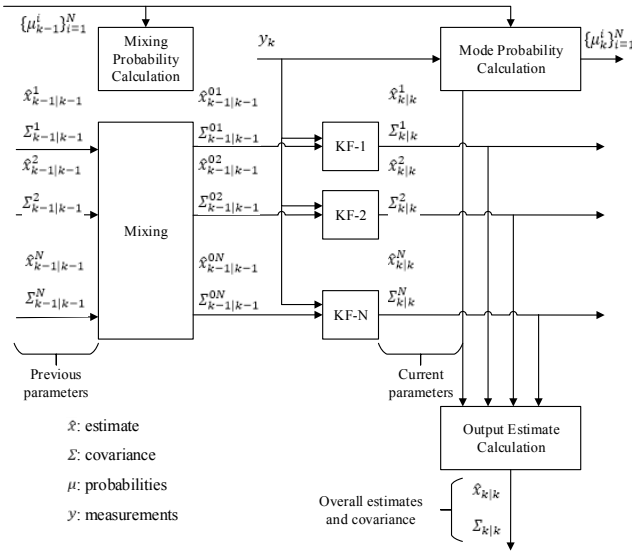 {μ^i_{k-1}}^N_{i=1}
Mixing
Probability
Calculation
y_k
Mode Probability
Calculation
{μ^i_k}^N_{i=1}
x̂^1_{k-1|k-1}
x̂^{01}_{k-1|k-1}
x̂^1_{k|k}
Σ^1_{k-1|k-1}
Σ^{01}_{k-1|k-1}
KF-1
Σ^1_{k|k}
x̂^2_{k-1|k-1}
x̂^{02}_{k-1|k-1}
x̂^2_{k|k}
Σ^2_{k-1|k-1}
Mixing
Σ^{02}_{k-1|k-1}
KF-2
Σ^2_{k|k}
x̂^N_{k-1|k-1}
x̂^{0N}_{k-1|k-1}
x̂^N_{k|k}
Σ^N_{k-1|k-1}
Σ^{0N}_{k-1|k-1}
KF-N
Σ^N_{k|k}
Previous
parameters
Current
parameters
x̂: estimate
Σ: covariance
μ: probabilities
y: measurements
Output Estimate
Calculation
Overall estimates
and covariance
x̂_{k|k}
Σ_{k|k}